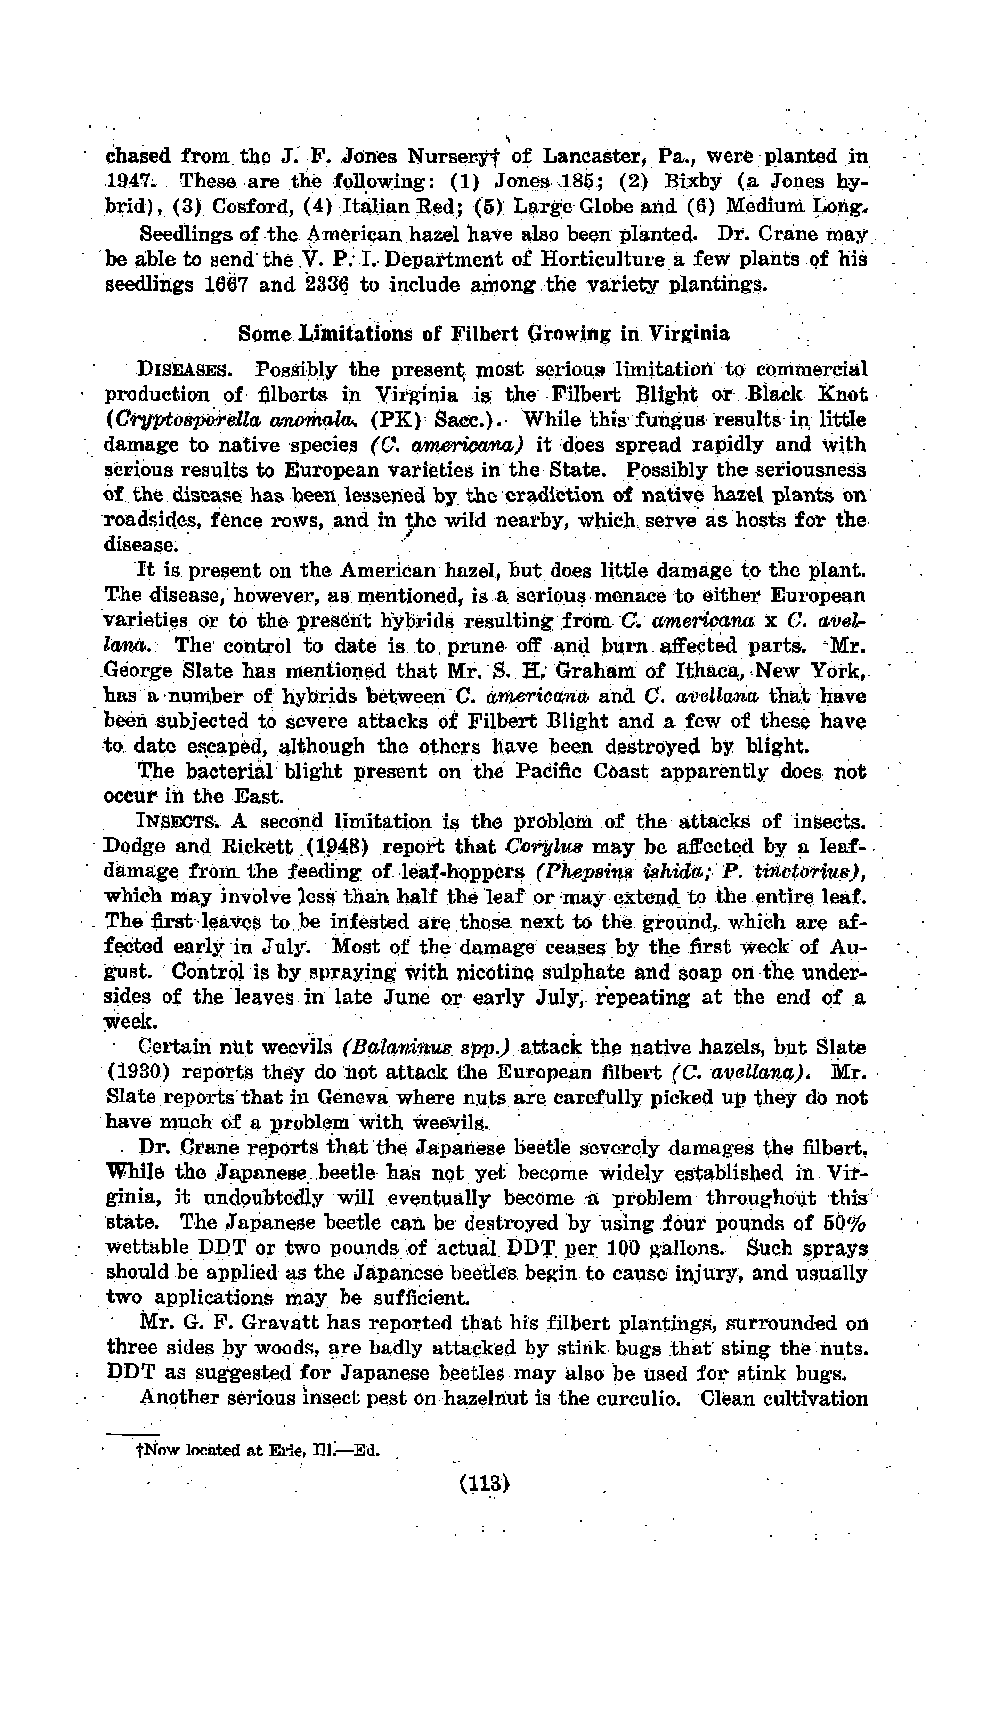 chased from the J. F. Jones Nursery† of Lancaster, Pa., were planted in
1947. These are the following: (1) Jones 185; (2) Bixby (a Jones hy-
brid), (3) Cosford, (4) Italian Red; (5) Large Globe and (6) Medium Long.
Seedlings of the American hazel have also been planted. Dr. Crane may
be able to send the V. P. I. Department of Horticulture a few plants of his
seedlings 1667 and 2336 to include among the variety plantings.
Some Limitations of Filbert Growing in Virginia
DISEASES. Possibly the present most serious limitation to commercial
production of filberts in Virginia is the Filbert Blight or Black Knot
(Cryptosporella anomala. (PK) Sacc.). While this fungus results in little
damage to native species (C. americana) it does spread rapidly and with
serious results to European varieties in the State. Possibly the seriousness
of the disease has been lessened by the eradiction of native hazel plants on
roadsides, fence rows, and in the wild nearby, which serve as hosts for the
disease.
It is present on the American hazel, but does little damage to the plant.
The disease, however, as mentioned, is a serious menace to either European
varieties or to the present hybrids resulting from C. americana x C. avel-
lana. The control to date is to prune off and burn affected parts. Mr.
George Slate has mentioned that Mr. S. H. Graham of Ithaca, New York,
has a number of hybrids between C. americana and C. avellana that have
been subjected to severe attacks of Filbert Blight and a few of these have
to date escaped, although the others have been destroyed by blight.
The bacterial blight present on the Pacific Coast apparently does not
occur in the East.
INSECTS. A second limitation is the problem of the attacks of insects.
Dodge and Rickett (1948) report that Corylus may be affected by a leaf-
damage from the feeding of leaf-hoppers (Phepsins ishida; P. tinctorius),
which may involve less than half the leaf or may extend to the entire leaf.
The first leaves to be infested are those next to the ground, which are af-
fected early in July. Most of the damage ceases by the first week of Au-
gust. Control is by spraying with nicotine sulphate and soap on the under-
sides of the leaves in late June or early July, repeating at the end of a
week.
Certain nut weevils (Balaninus spp.) attack the native hazels, but Slate
(1930) reports they do not attack the European filbert (C. avellana). Mr.
Slate reports that in Geneva where nuts are carefully picked up they do not
have much of a problem with weevils.
Dr. Crane reports that the Japanese beetle severely damages the filbert.
While the Japanese beetle has not yet become widely established in Vir-
ginia, it undoubtedly will eventually become a problem throughout this
state. The Japanese beetle can be destroyed by using four pounds of 50%
wettable DDT or two pounds of actual DDT per 100 gallons. Such sprays
should be applied as the Japanese beetles begin to cause injury, and usually
two applications may be sufficient.
Mr. G. F. Gravatt has reported that his filbert plantings, surrounded on
three sides by woods, are badly attacked by stink bugs that sting the nuts.
DDT as suggested for Japanese beetles may also be used for stink bugs.
Another serious insect pest on hazelnut is the curculio. Clean cultivation
†Now located at Erie, Ill.—Ed.
(113)